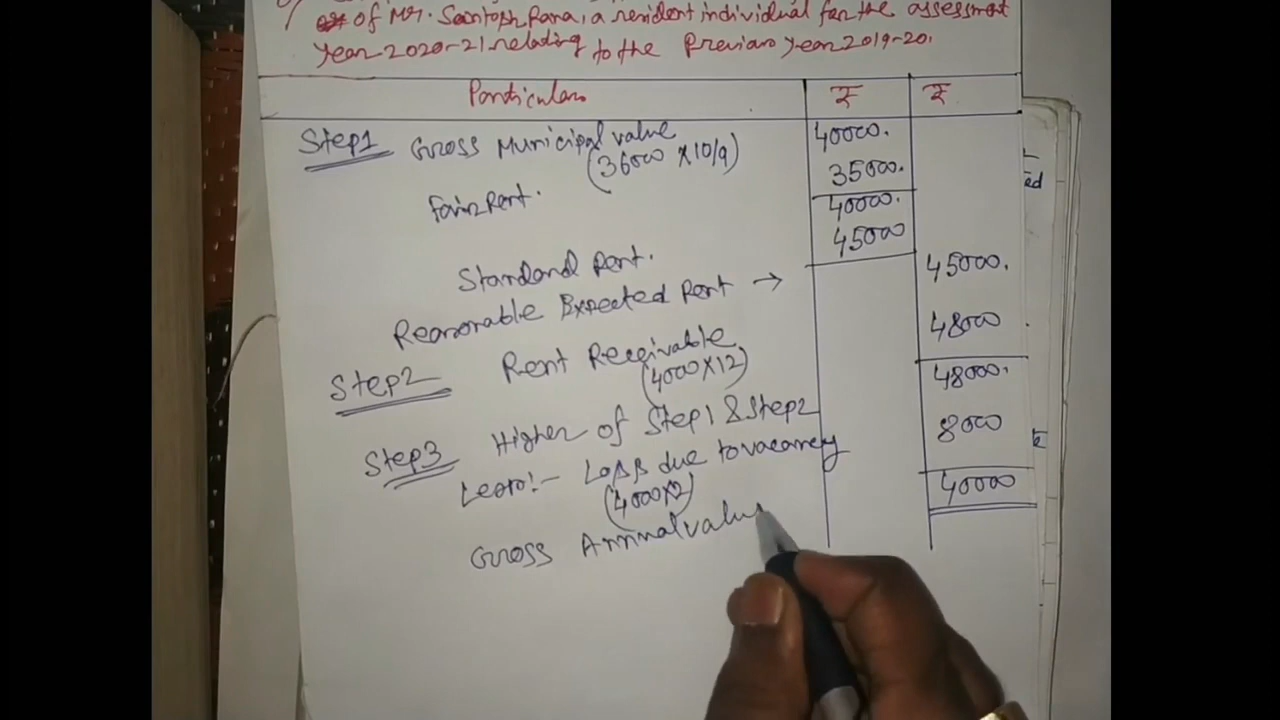 of Mr. Santosh Rana, a resident individual for the assessment
year 2020-21 relating to the Previous year 2019-20.
Particulars ₹ ₹
Step1 Gross Municipal value 40000.
(36000 ×10/9)
Fair Rent. 35000.
40000.
Standard Rent. 45000
Reasonable Expected Rent → 45000.
Step2 Rent Receivable 48000
(4000×12)
Step3 Higher of Step1 & Step2 48000.
Less:- Loss due to vacancy 8000
(4000×2)
Gross Annual value 40000
ed